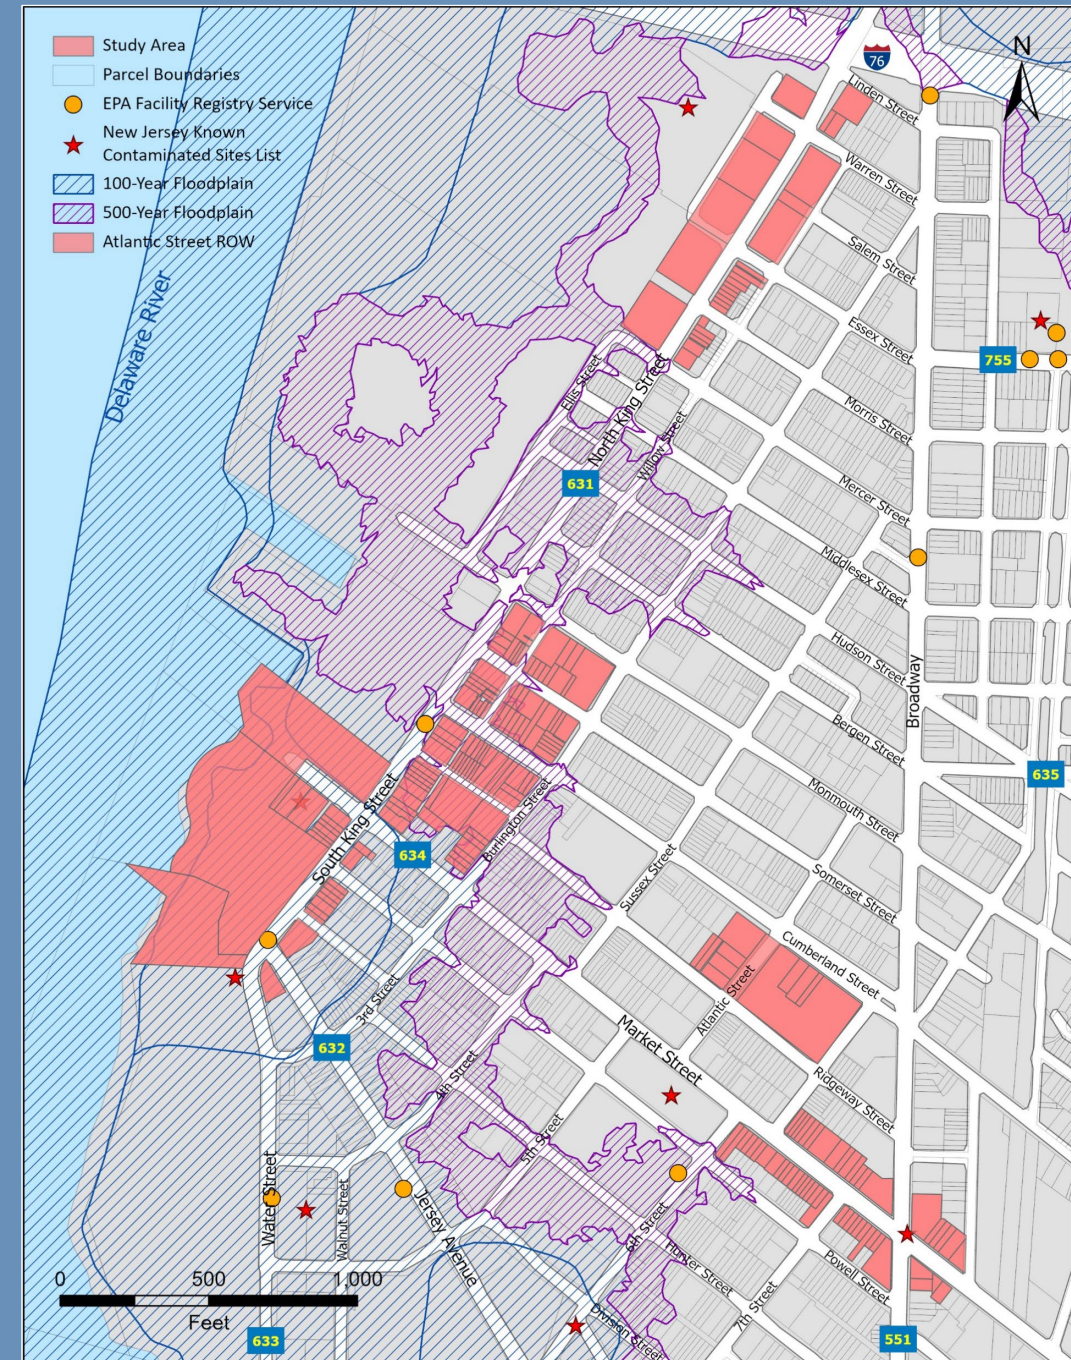 Study Area
Parcel Boundaries
EPA Facility Registry Service
New Jersey Known
Contaminated Sites List
100-Year Floodplain
500-Year Floodplain
Atlantic Street ROW
N
76
Linden Street
Warren Street
Salem Street
Essex Street
755
Morris Street
Mercer Street
Middlesex Street
Hudson Street
Bergen Street
Monmouth Street
Somerset Street
Cumberland Street
Ridgeway Street
Delaware River
Ellis Street
North King Street
Willow Street
631
Broadway
635
South King Street
634
Burlington Street
Sussex Street
Atlantic Street
Market Street
3rd Street
632
4th Street
5th Street
6th Street
7th Street
Hunter Street
Powell Street
Division Street
Water Street
Walnut Street
Jersey Avenue
0 500 1,000
Feet
633
551